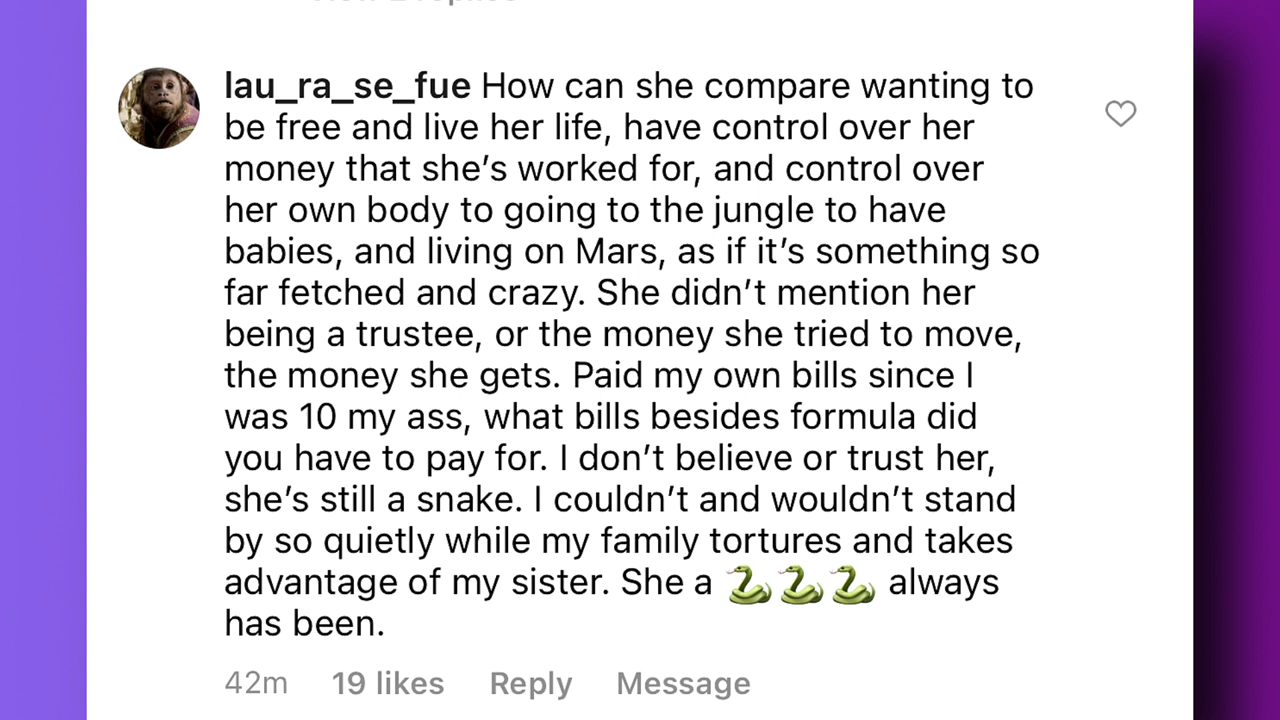 lau_ra_se_fue How can she compare wanting to
be free and live her life, have control over her
money that she’s worked for, and control over
her own body to going to the jungle to have
babies, and living on Mars, as if it’s something so
far fetched and crazy. She didn’t mention her
being a trustee, or the money she tried to move,
the money she gets. Paid my own bills since I
was 10 my ass, what bills besides formula did
you have to pay for. I don’t believe or trust her,
she’s still a snake. I couldn’t and wouldn’t stand
by so quietly while my family tortures and takes
advantage of my sister. She a 🐍🐍🐍 always
has been.
42m 19 likes Reply Message